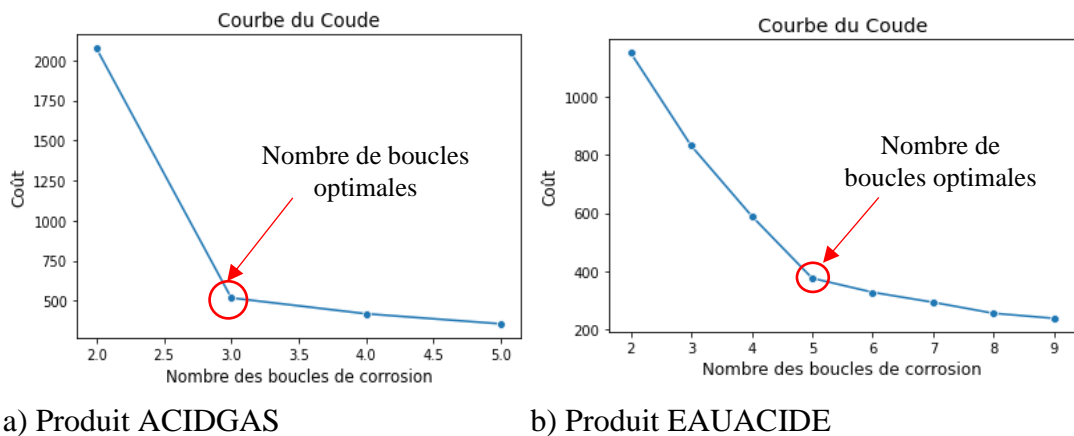 Courbe du Coude
2000
1750
1500
1250
1000
750
500
Coût
Nombre de boucles
optimales
2.0 2.5 3.0 3.5 4.0 4.5 5.0
Nombre des boucles de corrosion
a) Produit ACIDGAS
Courbe du Coude
1000
800
600
400
200
Coût
Nombre de
boucles optimales
2 3 4 5 6 7 8 9
Nombre des boucles de corrosion
b) Produit EAUACIDE